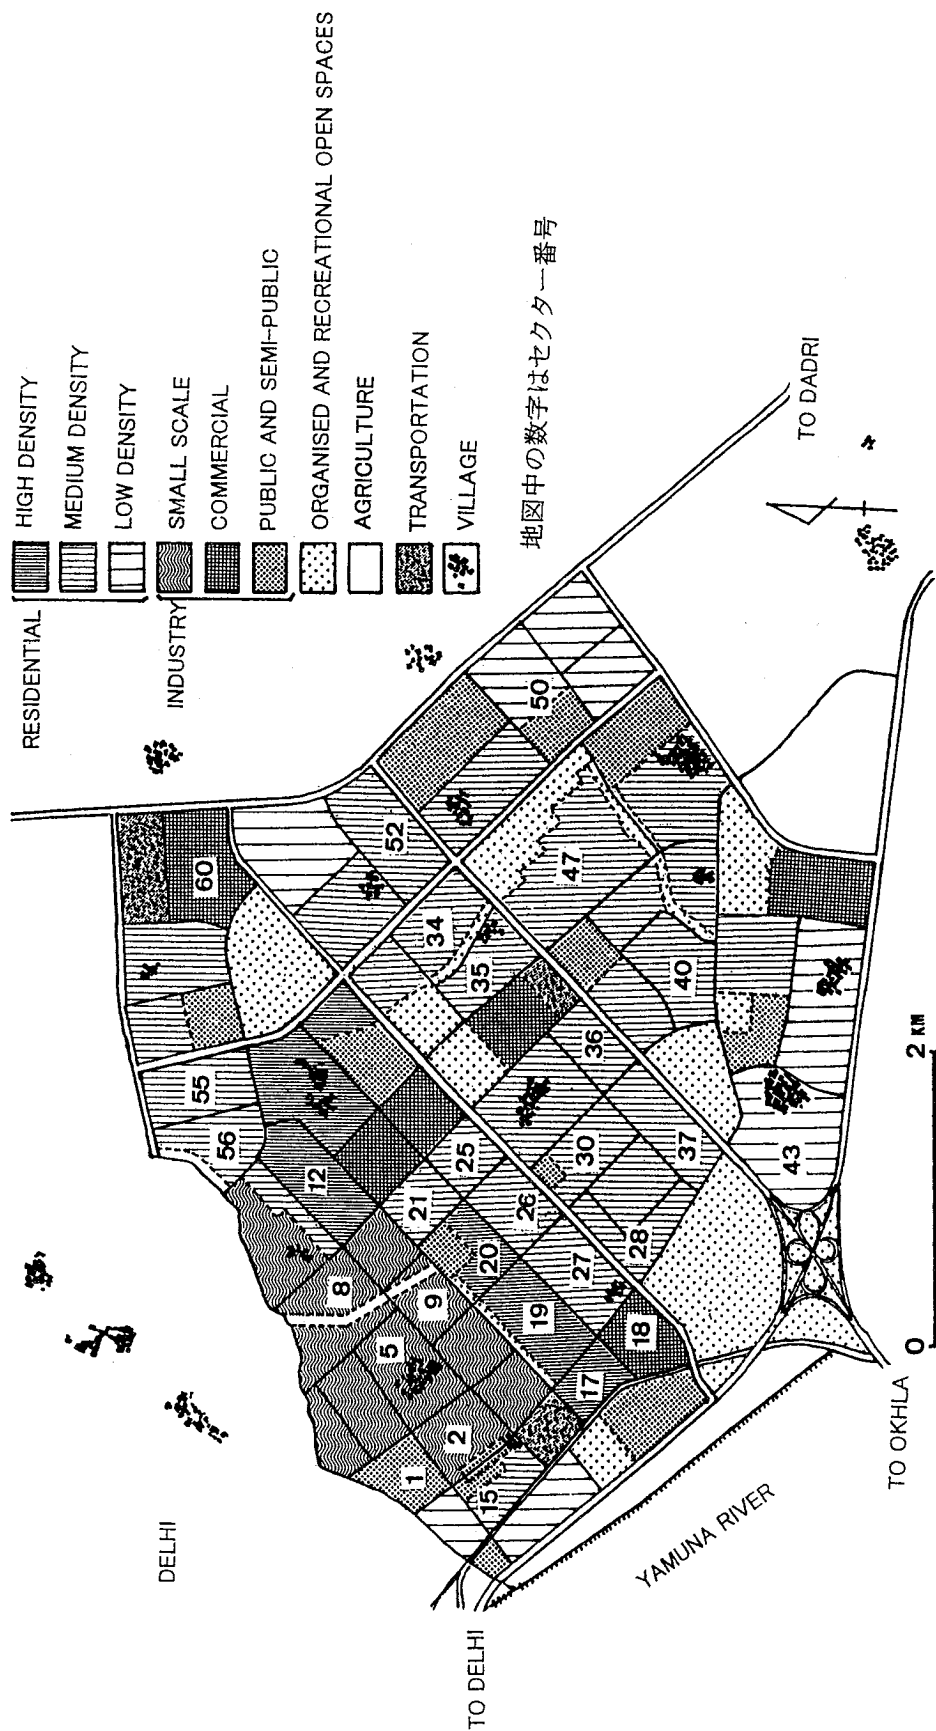 RESIDENTIAL
HIGH DENSITY
MEDIUM DENSITY
LOW DENSITY
INDUSTRY
SMALL SCALE
COMMERCIAL
PUBLIC AND SEMI-PUBLIC
ORGANISED AND RECREATIONAL OPEN SPACES
AGRICULTURE
TRANSPORTATION
VILLAGE
地図中の数字はセクター番号
DELHI
TO DELHI
YAMUNA RIVER
TO OKHLA
TO DADRI
1
2
5
8
9
12
15
17
18
19
20
21
25
26
27
28
30
34
35
36
37
40
43
47
50
52
55
56
60
0
2 KM